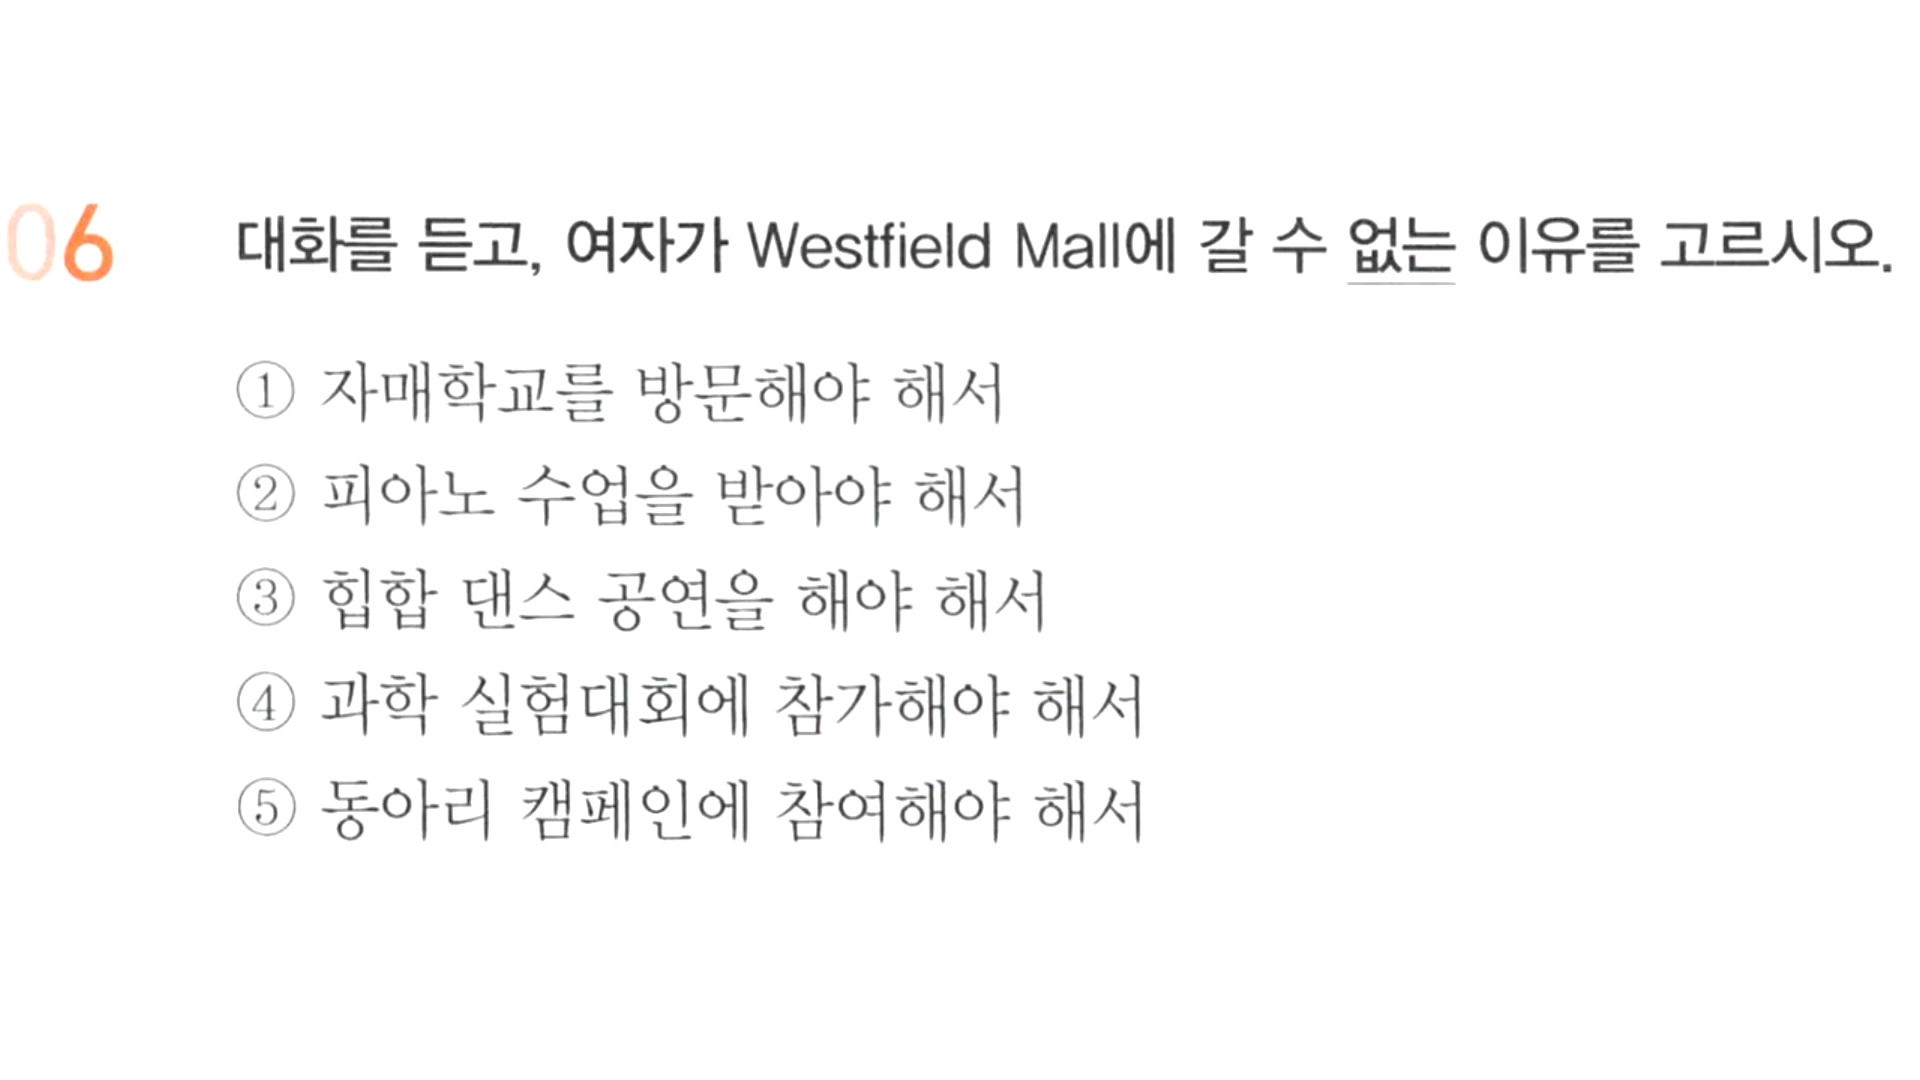 06 대화를 듣고, 여자가 Westfield Mall에 갈 수 없는 이유를 고르시오.
① 자매학교를 방문해야 해서
② 피아노 수업을 받아야 해서
③ 힙합 댄스 공연을 해야 해서
④ 과학 실험대회에 참가해야 해서
⑤ 동아리 캠페인에 참여해야 해서